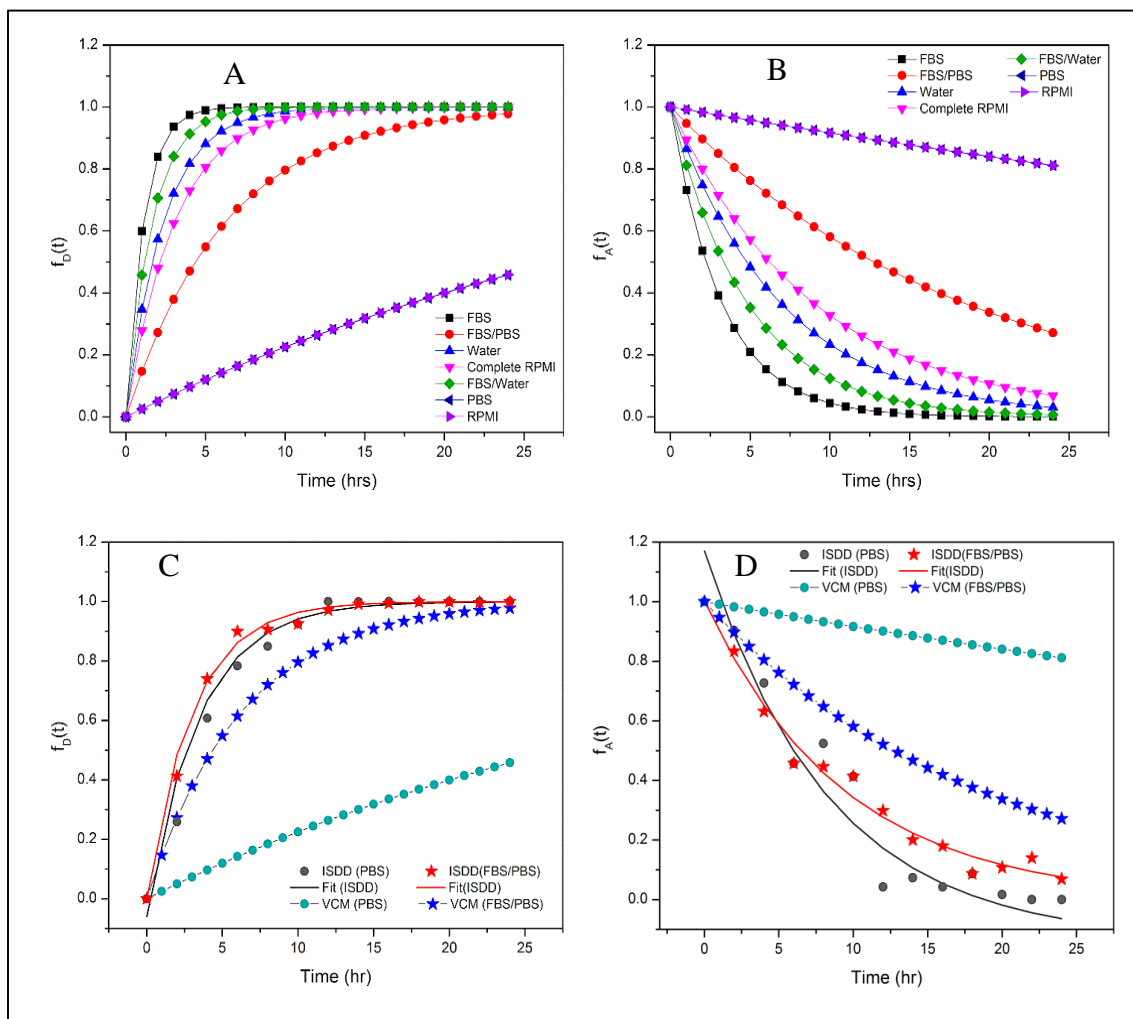 A
f_D(t)
1.2
1.0
0.8
0.6
0.4
0.2
0.0
0 5 10 15 20 25
Time (hrs)
FBS
FBS/PBS
Water
Complete RPMI
FBS/Water
PBS
RPMI
B
f_A(t)
1.2
1.0
0.8
0.6
0.4
0.2
0.0
0 5 10 15 20 25
Time (hrs)
FBS FBS/Water
FBS/PBS PBS
Water RPMI
Complete RPMI
C
f_D(t)
1.2
1.0
0.8
0.6
0.4
0.2
0.0
0 5 10 15 20 25
Time (hr)
ISDD (PBS) ISDD(FBS/PBS)
Fit (ISDD) Fit(ISDD)
VCM (PBS) VCM (FBS/PBS)
D
f_A(t)
1.2
1.0
0.8
0.6
0.4
0.2
0.0
0 5 10 15 20 25
Time (hr)
ISDD (PBS) ISDD(FBS/PBS)
Fit (ISDD) Fit(ISDD)
VCM (PBS) VCM (FBS/PBS)